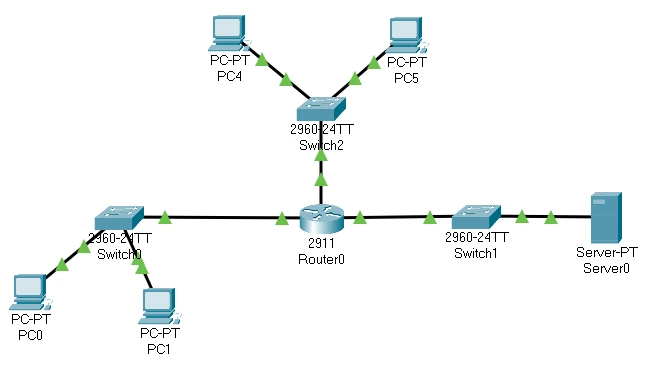 PC-PT
PC4
PC-PT
PC5
2960-24TT
Switch2
2960-24TT
Switch0
2911
Router0
2960-24TT
Switch1
Server-PT
Server0
PC-PT
PC0
PC-PT
PC1